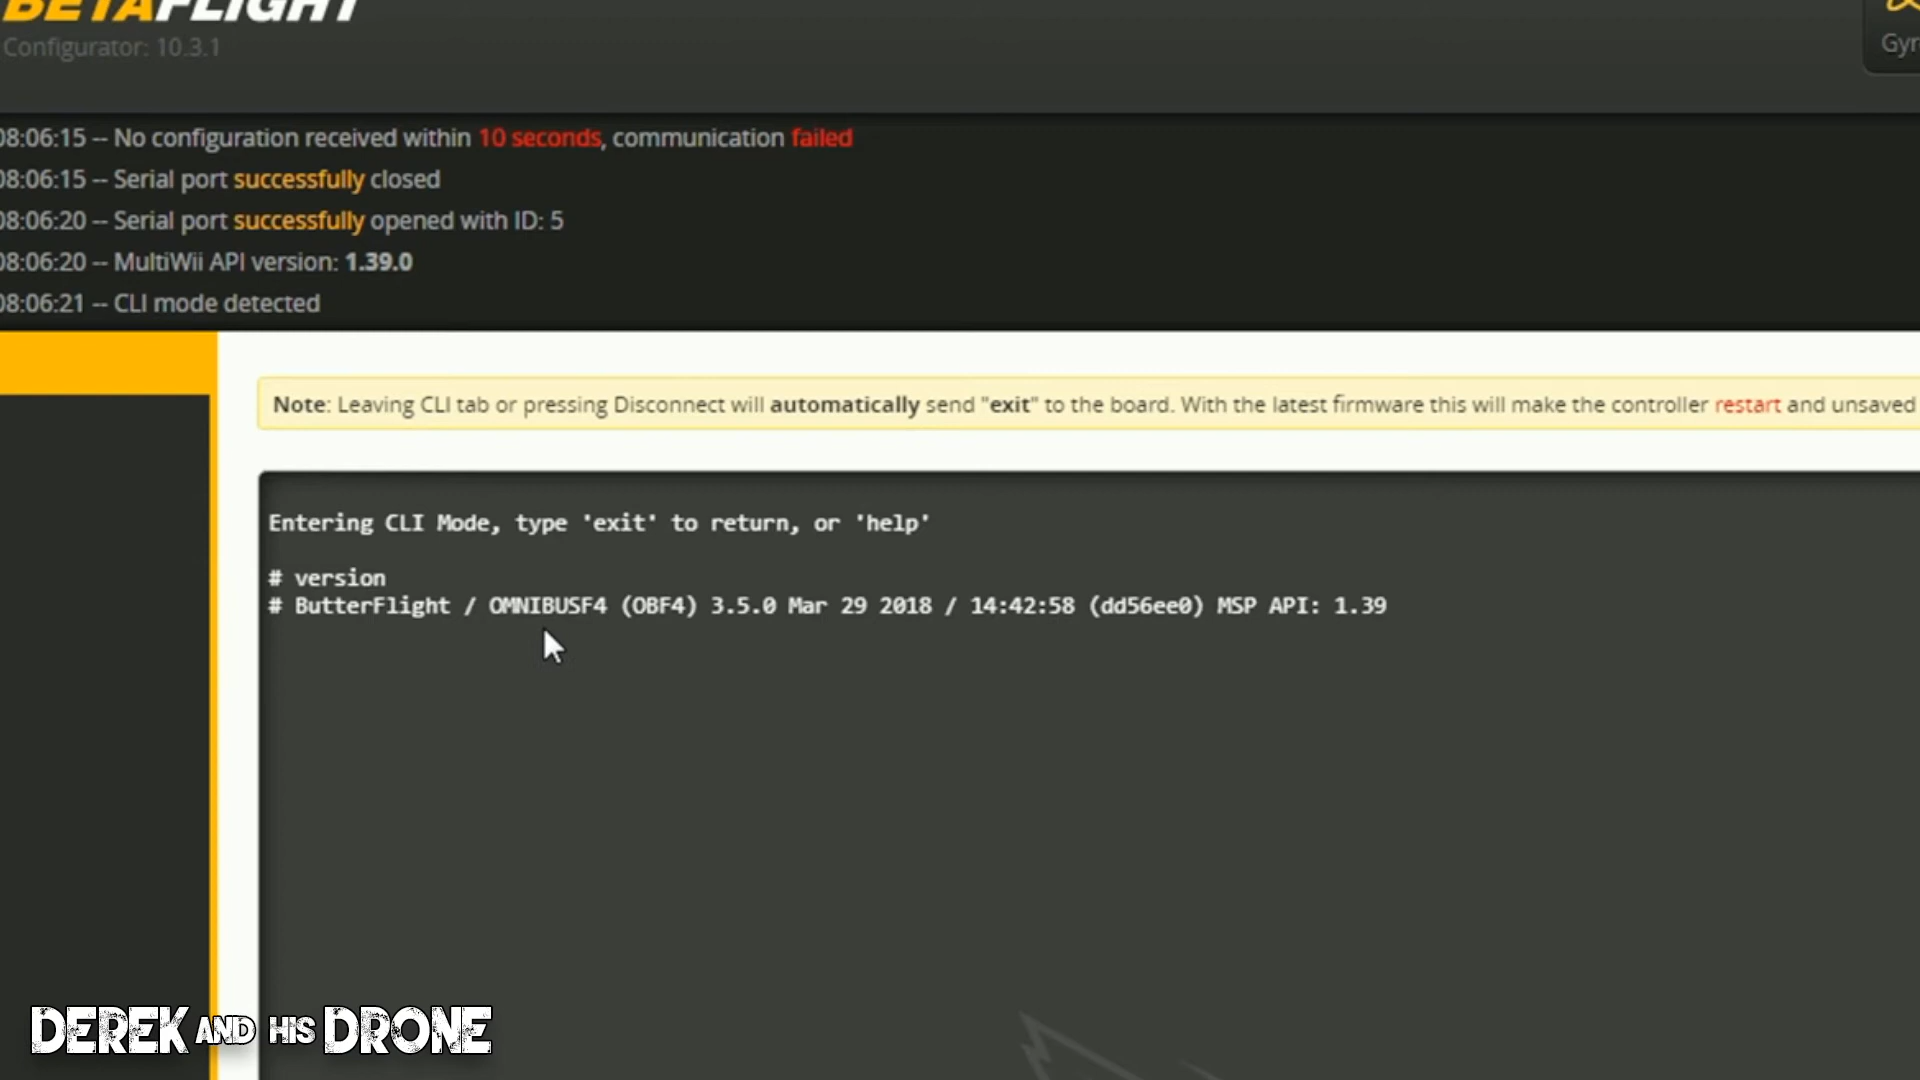 BETAFLIGHT
Configurator: 10.3.1
Gyr
08:06:15 -- No configuration received within 10 seconds, communication failed
08:06:15 -- Serial port successfully closed
08:06:20 -- Serial port successfully opened with ID: 5
08:06:20 -- MultiWii API version: 1.39.0
08:06:21 -- CLI mode detected
Note: Leaving CLI tab or pressing Disconnect will automatically send "exit" to the board. With the latest firmware this will make the controller restart and unsaved
Entering CLI Mode, type 'exit' to return, or 'help'
# version
# ButterFlight / OMNIBUSF4 (OBF4) 3.5.0 Mar 29 2018 / 14:42:58 (dd56ee0) MSP API: 1.39
DEREK AND HIS DRONE